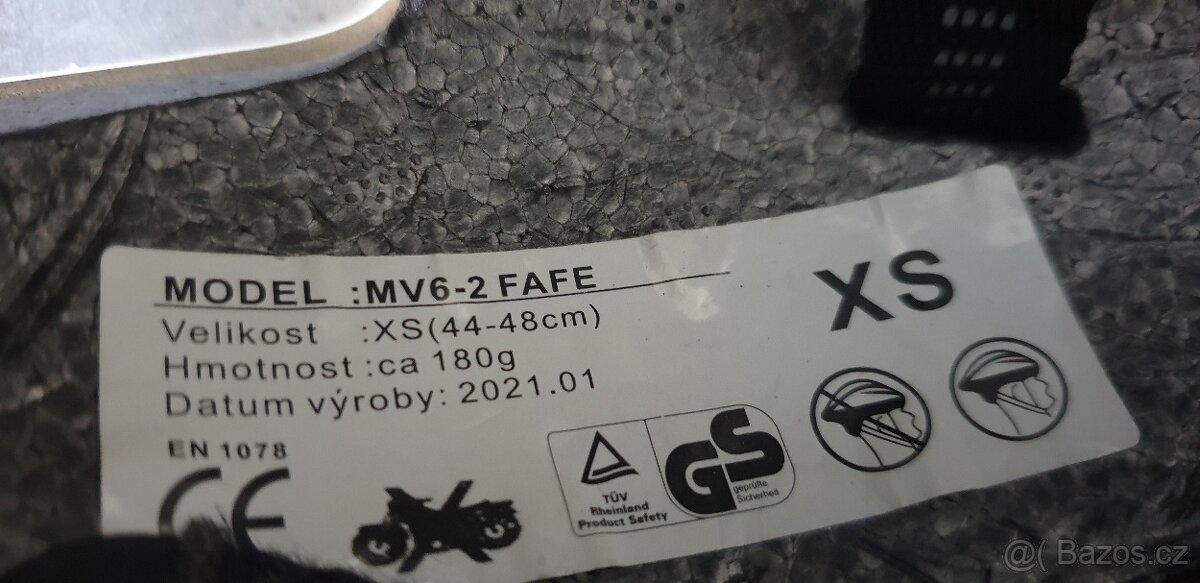 MODEL :MV6-2 FAFE
Velikost :XS(44-48cm)
Hmotnost :ca 180g
Datum výroby: 2021.01
EN 1078
CE
XS
TÜV
Rheinland
Product Safety
GS
geprüfte
Sicherheit
@( Bazos.cz